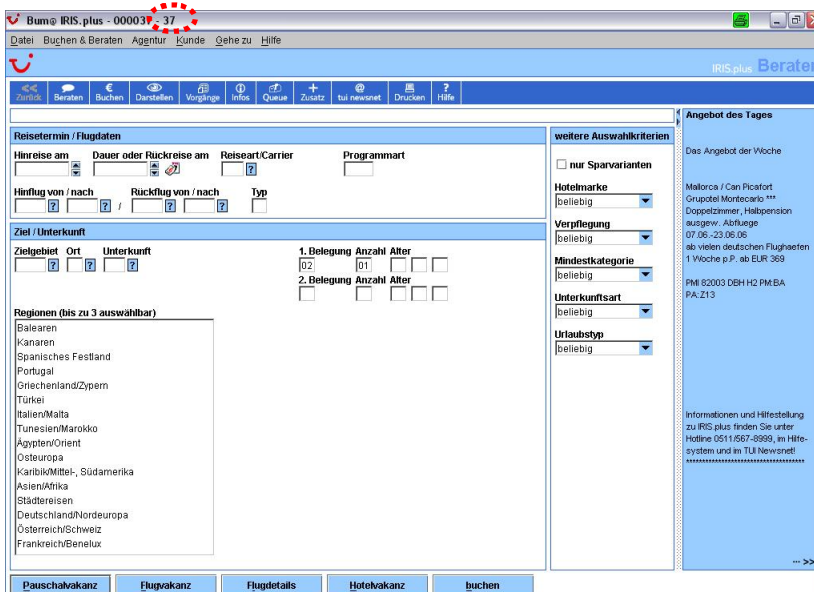 Bum@ IRIS.plus - 000037 - 37
Datei Buchen & Beraten Agentur Kunde Gehe zu Hilfe
IRIS.plus Berater
<< € @ ?
Zurück Beraten Buchen Darstellen Vorgänge Infos Queue Zusatz tui newsnet Drucken Hilfe
Reisetermin / Flugdaten
Hinreise am Dauer oder Rückreise am Reiseart/Carrier Programmart
?
Hinflug von / nach Rückflug von / nach Typ
? ? / ? ?
Ziel / Unterkunft
Zielgebiet Ort Unterkunft
? ? ?
1. Belegung Anzahl Alter
02 01
2. Belegung Anzahl Alter
Regionen (bis zu 3 auswählbar)
Balearen
Kanaren
Spanisches Festland
Portugal
Griechenland/Zypern
Türkei
Italien/Malta
Tunesien/Marokko
Ägypten/Orient
Osteuropa
Karibik/Mittel-, Südamerika
Asien/Afrika
Städtereisen
Deutschland/Nordeuropa
Österreich/Schweiz
Frankreich/Benelux
weitere Auswahlkriterien
nur Sparvarianten
Hotelmarke
beliebig
Verpflegung
beliebig
Mindestkategorie
beliebig
Unterkunftsart
beliebig
Urlaubstyp
beliebig
Angebot des Tages
Das Angebot der Woche
Mallorca / Can Picafort
Grupotel Montecarlo ***
Doppelzimmer, Halbpension
ausgew. Abfluege
07.06.-23.06.06
ab vielen deutschen Flughaefen
1 Woche p.P. ab EUR 369
PMI 82003 DBH H2 PM:BA
PA:Z13
Informationen und Hilfestellung
zu IRIS.plus finden Sie unter
Hotline 0511/567-8999, im Hilfe-
system und im TUI Newsnet!
************************************
... >>
Pauschalvakanz Flugvakanz Flugdetails Hotelvakanz buchen